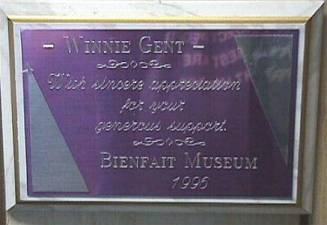 - WINNIE GENT -
With sincere appreciation
for your
generous support.
BIENFAIT MUSEUM
1995